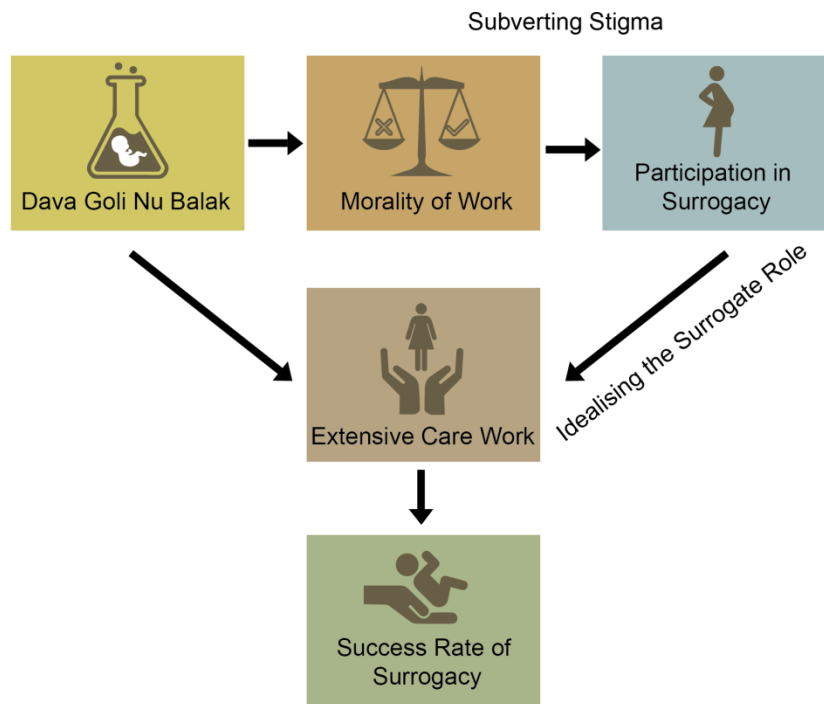 Subverting Stigma
Dava Goli Nu Balak
Morality of Work
Participation in
Surrogacy
Idealising the Surrogate Role
Extensive Care Work
Success Rate of
Surrogacy